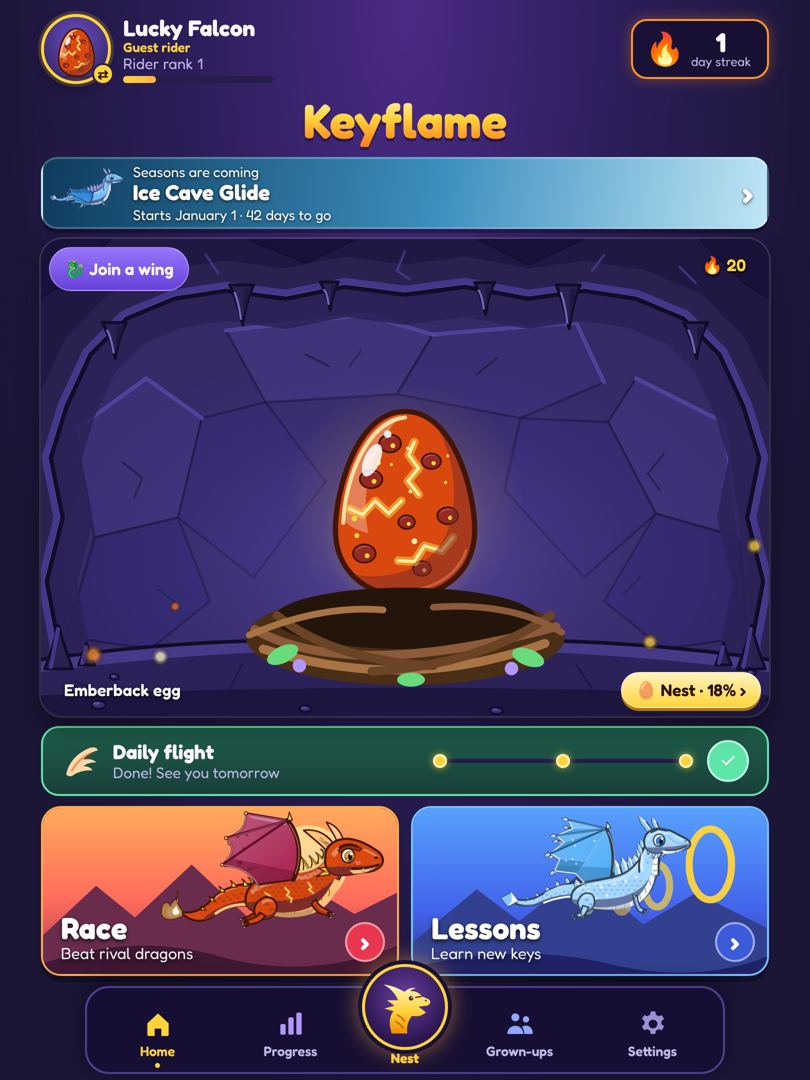 Lucky Falcon
Guest rider
Rider rank 1
1
day streak
Keyflame
Seasons are coming
Ice Cave Glide
Starts January 1 · 42 days to go
Join a wing
20
Emberback egg
Nest · 18% ›
Daily flight
Done! See you tomorrow
Race
Beat rival dragons
Lessons
Learn new keys
Home
Progress
Nest
Grown-ups
Settings